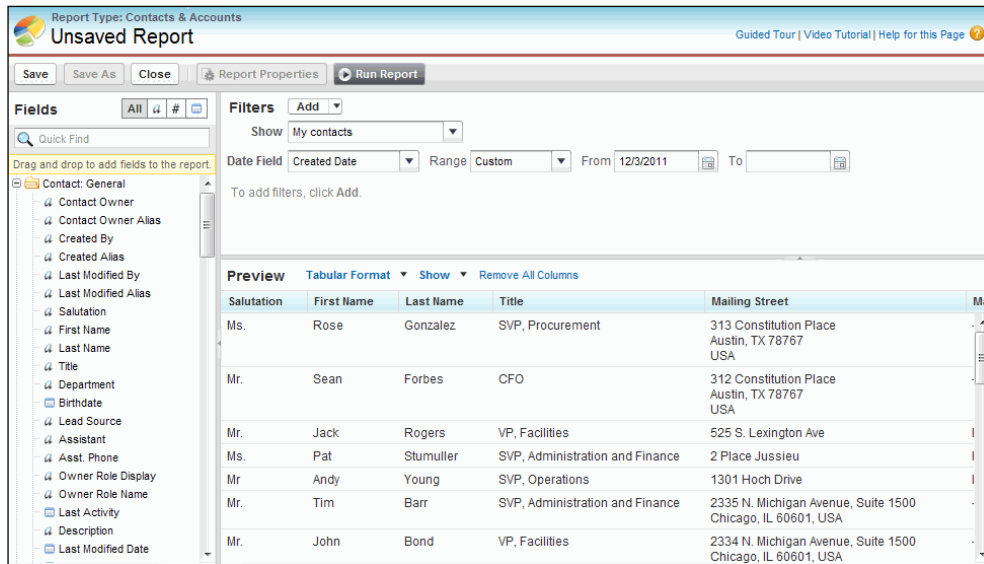 Report Type: Contacts & Accounts
Unsaved Report
Guided Tour | Video Tutorial | Help for this Page ?
Save Save As Close Report Properties Run Report
Fields All a #
Quick Find
Drag and drop to add fields to the report.
Contact: General
a Contact Owner
a Contact Owner Alias
a Created By
a Created Alias
a Last Modified By
a Last Modified Alias
a Salutation
a First Name
a Last Name
a Title
a Department
Birthdate
a Lead Source
a Assistant
a Asst. Phone
a Owner Role Display
a Owner Role Name
Last Activity
a Description
Last Modified Date
Filters Add
Show My contacts
Date Field Created Date Range Custom From 12/3/2011 To
To add filters, click Add.
Preview Tabular Format Show Remove All Columns
Salutation First Name Last Name Title Mailing Street
Ms. Rose Gonzalez SVP, Procurement 313 Constitution Place
Austin, TX 78767
USA
Mr. Sean Forbes CFO 312 Constitution Place
Austin, TX 78767
USA
Mr. Jack Rogers VP, Facilities 525 S. Lexington Ave
Ms. Pat Stumuller SVP, Administration and Finance 2 Place Jussieu
Mr Andy Young SVP, Operations 1301 Hoch Drive
Mr. Tim Barr SVP, Administration and Finance 2335 N. Michigan Avenue, Suite 1500
Chicago, IL 60601, USA
Mr. John Bond VP, Facilities 2334 N. Michigan Avenue, Suite 1500
Chicago, IL 60601, USA